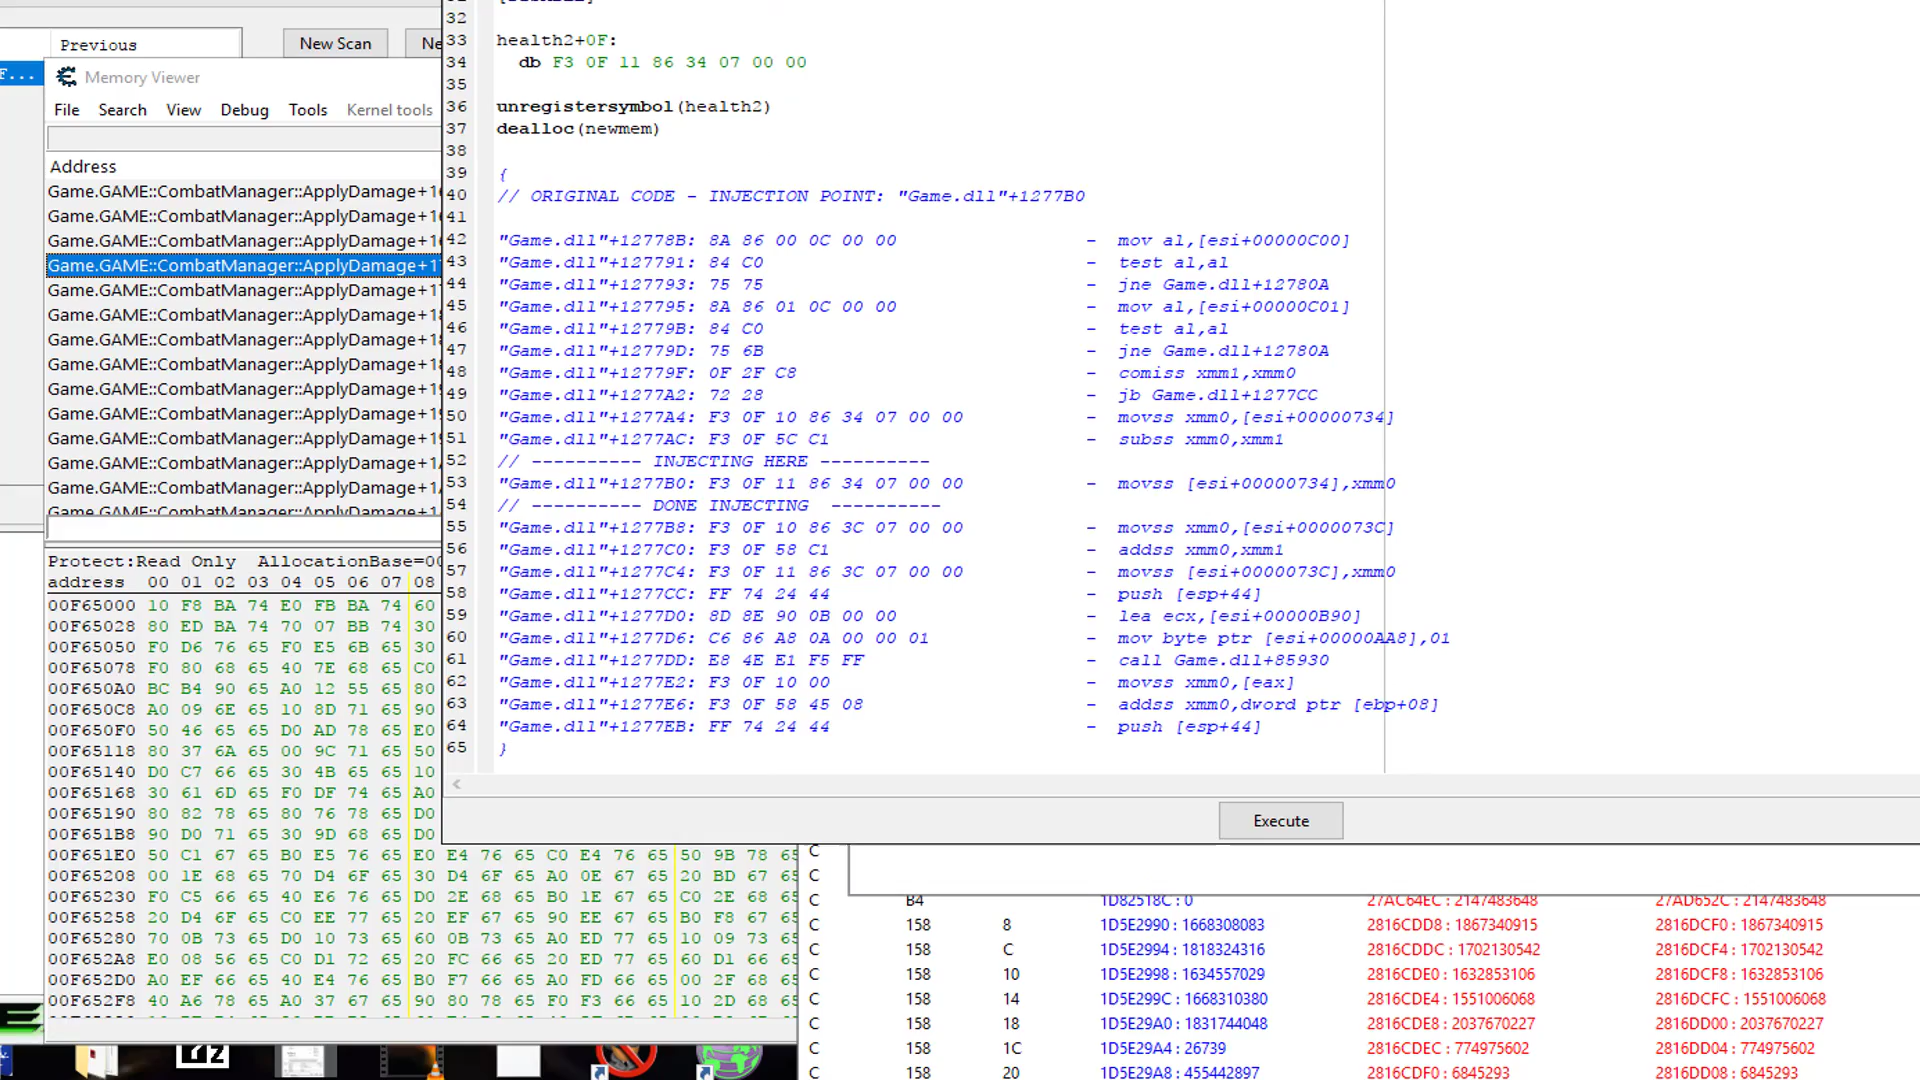 Previous
New Scan
Ne
F...
Memory Viewer
File Search View Debug Tools Kernel tools
Address
Game.GAME::CombatManager::ApplyDamage+16
Game.GAME::CombatManager::ApplyDamage+16
Game.GAME::CombatManager::ApplyDamage+16
Game.GAME::CombatManager::ApplyDamage+17
Game.GAME::CombatManager::ApplyDamage+17
Game.GAME::CombatManager::ApplyDamage+18
Game.GAME::CombatManager::ApplyDamage+18
Game.GAME::CombatManager::ApplyDamage+18
Game.GAME::CombatManager::ApplyDamage+19
Game.GAME::CombatManager::ApplyDamage+19
Game.GAME::CombatManager::ApplyDamage+19
Game.GAME::CombatManager::ApplyDamage+1A
Game.GAME::CombatManager::ApplyDamage+1A
Game.GAME::CombatManager::ApplyDamage+1A
32
33 health2+0F:
34 db F3 0F 11 86 34 07 00 00
35
36 unregistersymbol(health2)
37 dealloc(newmem)
38
39 {
40 // ORIGINAL CODE - INJECTION POINT: "Game.dll"+1277B0
41
42 "Game.dll"+12778B: 8A 86 00 0C 00 00 - mov al,[esi+00000C00]
43 "Game.dll"+127791: 84 C0 - test al,al
44 "Game.dll"+127793: 75 75 - jne Game.dll+12780A
45 "Game.dll"+127795: 8A 86 01 0C 00 00 - mov al,[esi+00000C01]
46 "Game.dll"+12779B: 84 C0 - test al,al
47 "Game.dll"+12779D: 75 6B - jne Game.dll+12780A
48 "Game.dll"+12779F: 0F 2F C8 - comiss xmm1,xmm0
49 "Game.dll"+1277A2: 72 28 - jb Game.dll+1277CC
50 "Game.dll"+1277A4: F3 0F 10 86 34 07 00 00 - movss xmm0,[esi+00000734]
51 "Game.dll"+1277AC: F3 0F 5C C1 - subss xmm0,xmm1
52 // ---------- INJECTING HERE ----------
53 "Game.dll"+1277B0: F3 0F 11 86 34 07 00 00 - movss [esi+00000734],xmm0
54 // ---------- DONE INJECTING ----------
55 "Game.dll"+1277B8: F3 0F 10 86 3C 07 00 00 - movss xmm0,[esi+0000073C]
56 "Game.dll"+1277C0: F3 0F 58 C1 - addss xmm0,xmm1
57 "Game.dll"+1277C4: F3 0F 11 86 3C 07 00 00 - movss [esi+0000073C],xmm0
58 "Game.dll"+1277CC: FF 74 24 44 - push [esp+44]
59 "Game.dll"+1277D0: 8D 8E 90 0B 00 00 - lea ecx,[esi+00000B90]
60 "Game.dll"+1277D6: C6 86 A8 0A 00 00 01 - mov byte ptr [esi+00000AA8],01
61 "Game.dll"+1277DD: E8 4E E1 F5 FF - call Game.dll+85930
62 "Game.dll"+1277E2: F3 0F 10 00 - movss xmm0,[eax]
63 "Game.dll"+1277E6: F3 0F 58 45 08 - addss xmm0,dword ptr [ebp+08]
64 "Game.dll"+1277EB: FF 74 24 44 - push [esp+44]
65 }
Execute
Protect:Read Only AllocationBase=00
address 00 01 02 03 04 05 06 07 08
00F65000 10 F8 BA 74 E0 FB BA 74 60
00F65028 80 ED BA 74 70 07 BB 74 30
00F65050 F0 D6 76 65 F0 E5 6B 65 30
00F65078 F0 80 68 65 40 7E 68 65 C0
00F650A0 BC B4 90 65 A0 12 55 65 80
00F650C8 A0 09 6E 65 10 8D 71 65 90
00F650F0 50 46 65 65 D0 AD 78 65 E0
00F65118 80 37 6A 65 00 9C 71 65 50
00F65140 D0 C7 66 65 30 4B 65 65 10
00F65168 30 61 6D 65 F0 DF 74 65 A0
00F65190 80 82 78 65 80 76 78 65 D0
00F651B8 90 D0 71 65 30 9D 68 65 D0
00F651E0 50 C1 67 65 B0 E5 76 65 E0 E4 76 65 C0 E4 76 65 50 9B 78 65
00F65208 00 1E 68 65 70 D4 6F 65 30 D4 6F 65 A0 0E 67 65 20 BD 67 65
00F65230 F0 C5 66 65 40 E6 76 65 D0 2E 68 65 B0 1E 67 65 C0 2E 68 65
00F65258 20 D4 6F 65 C0 EE 77 65 20 EF 67 65 90 EE 67 65 B0 F8 67 65
00F65280 70 0B 73 65 D0 10 73 65 60 0B 73 65 A0 ED 77 65 10 09 73 65
00F652A8 E0 08 56 65 C0 D1 72 65 20 FC 66 65 20 ED 77 65 60 D1 66 65
00F652D0 A0 EF 66 65 40 E4 76 65 B0 F7 66 65 A0 FD 66 65 00 2F 68 65
00F652F8 40 A6 78 65 A0 37 67 65 90 80 78 65 F0 F3 66 65 10 2D 68 65
C
C
C B4 1D82518C : 0 27AC64EC : 2147483648 27AD652C : 2147483648
C 158 8 1D5E2990 : 1668308083 2816CDD8 : 1867340915 2816DCF0 : 1867340915
C 158 C 1D5E2994 : 1818324316 2816CDDC : 1702130542 2816DCF4 : 1702130542
C 158 10 1D5E2998 : 1634557029 2816CDE0 : 1632853106 2816DCF8 : 1632853106
C 158 14 1D5E299C : 1668310380 2816CDE4 : 1551006068 2816DCFC : 1551006068
C 158 18 1D5E29A0 : 1831744048 2816CDE8 : 2037670227 2816DD00 : 2037670227
C 158 1C 1D5E29A4 : 26739 2816CDEC : 774975602 2816DD04 : 774975602
C 158 20 1D5E29A8 : 455442897 2816CDF0 : 6845293 2816DD08 : 6845293